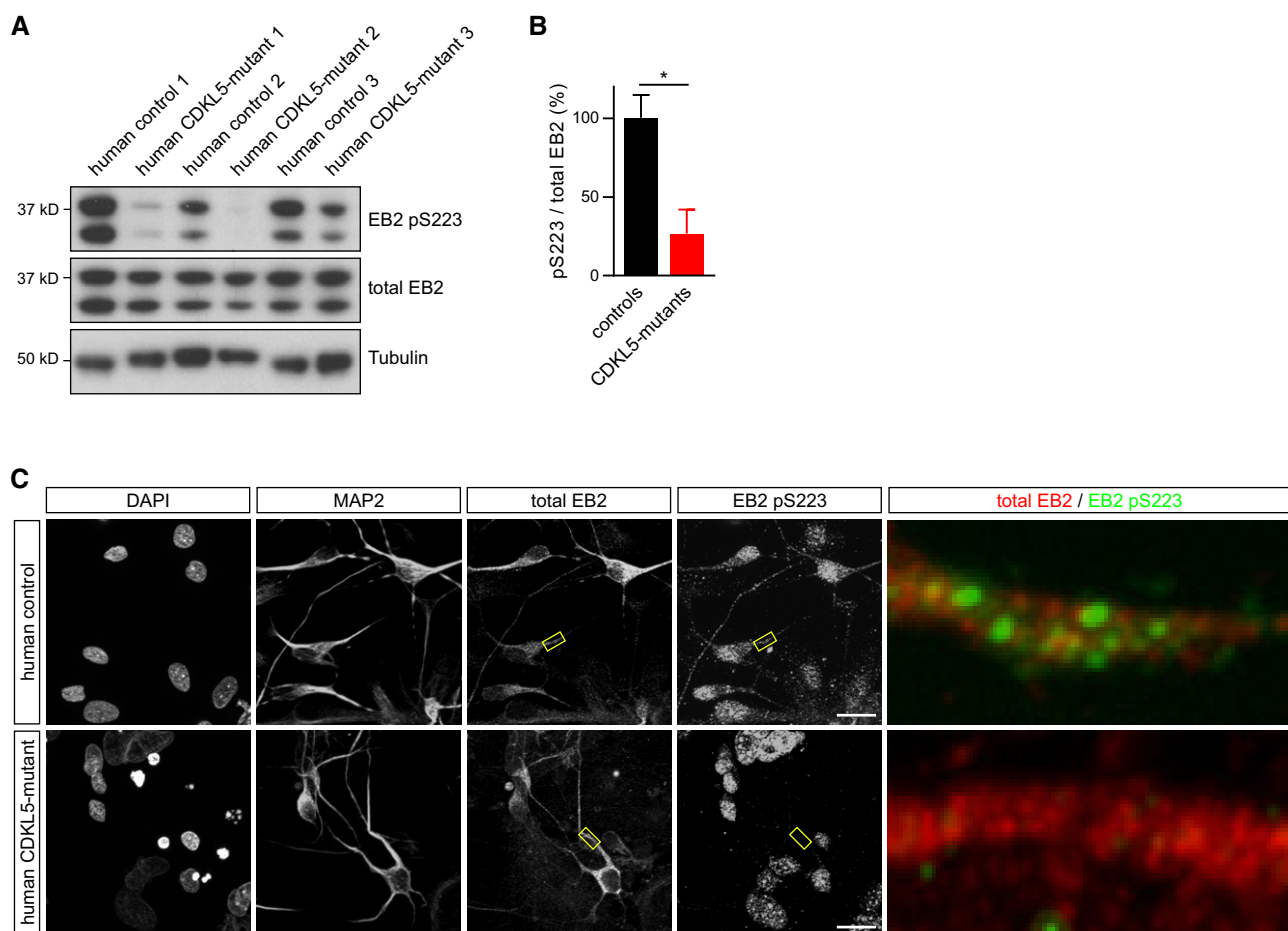 A
human control 1
human CDKL5-mutant 1
human control 2
human CDKL5-mutant 2
human control 3
human CDKL5-mutant 3
37 kD
EB2 pS223
37 kD
total EB2
50 kD
Tubulin
B
*
pS223 / total EB2 (%)
100
50
0
controls
CDKL5-mutants
C
DAPI
MAP2
total EB2
EB2 pS223
total EB2 / EB2 pS223
human control
human CDKL5-mutant